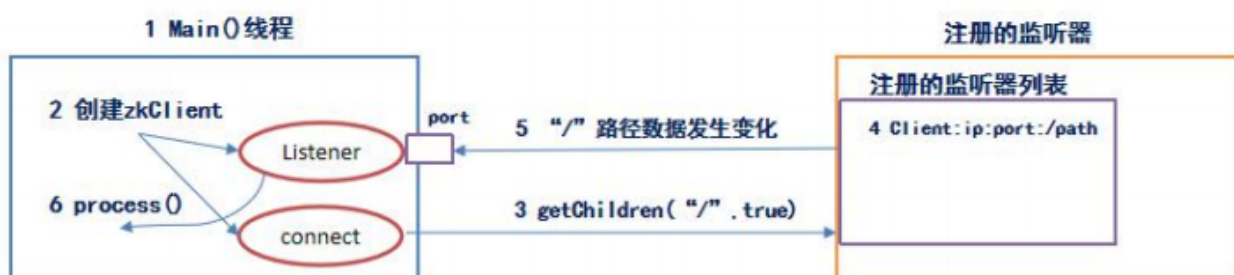 1 Main()线程
注册的监听器
注册的监听器列表
2 创建zkClient
port
5 “/”路径数据发生变化
4 Client:ip:port:/path
Listener
6 process()
3 getChildren(“/”.true)
connect